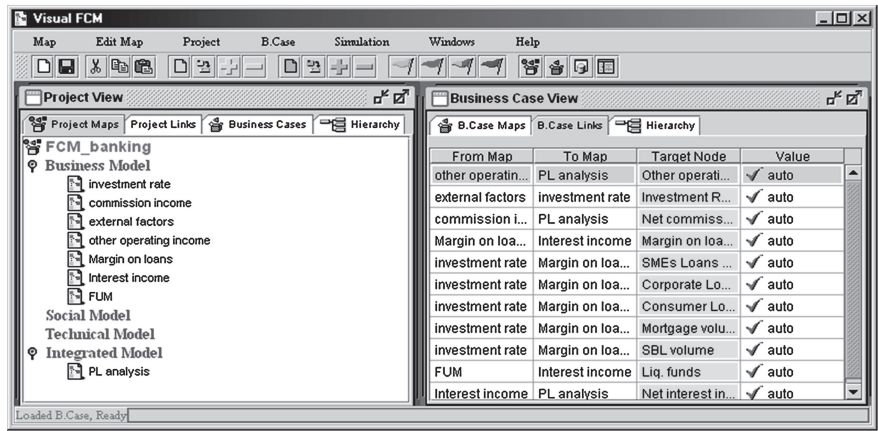 Visual FCM
Map Edit Map Project B.Case Simulation Windows Help
Project View
Project Maps Project Links Business Cases Hierarchy
FCM_banking
Business Model
investment rate
commission income
external factors
other operating income
Margin on loans
Interest income
FUM
Social Model
Technical Model
Integrated Model
PL analysis
Business Case View
B.Case Maps B.Case Links Hierarchy
From Map To Map Target Node Value
other operatin... PL analysis Other operati... auto
external factors investment rate Investment R... auto
commission i... PL analysis Net commiss... auto
Margin on loa... Interest income Margin on loa... auto
investment rate Margin on loa... SMEs Loans ... auto
investment rate Margin on loa... Corporate Lo... auto
investment rate Margin on loa... Consumer Lo... auto
investment rate Margin on loa... Mortgage volu... auto
investment rate Margin on loa... SBL volume auto
FUM Interest income Liq. funds auto
Interest income PL analysis Net interest in... auto
Loaded B.Case, Ready